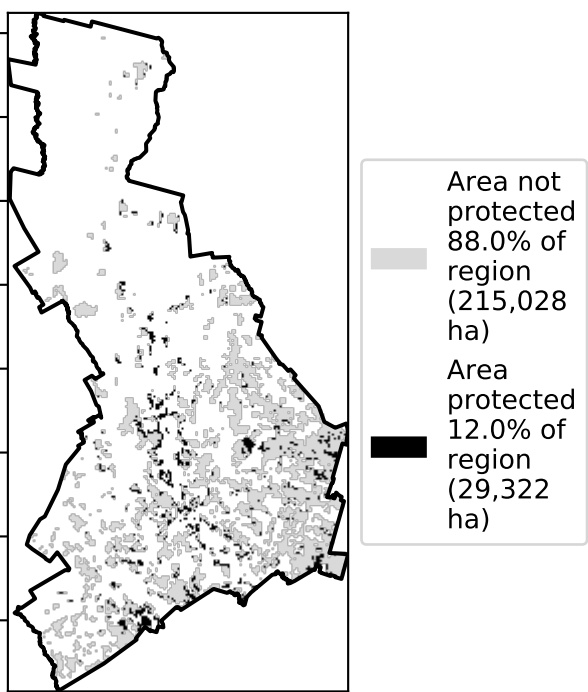 Area not
protected
88.0% of
region
(215,028
ha)
Area
protected
12.0% of
region
(29,322
ha)